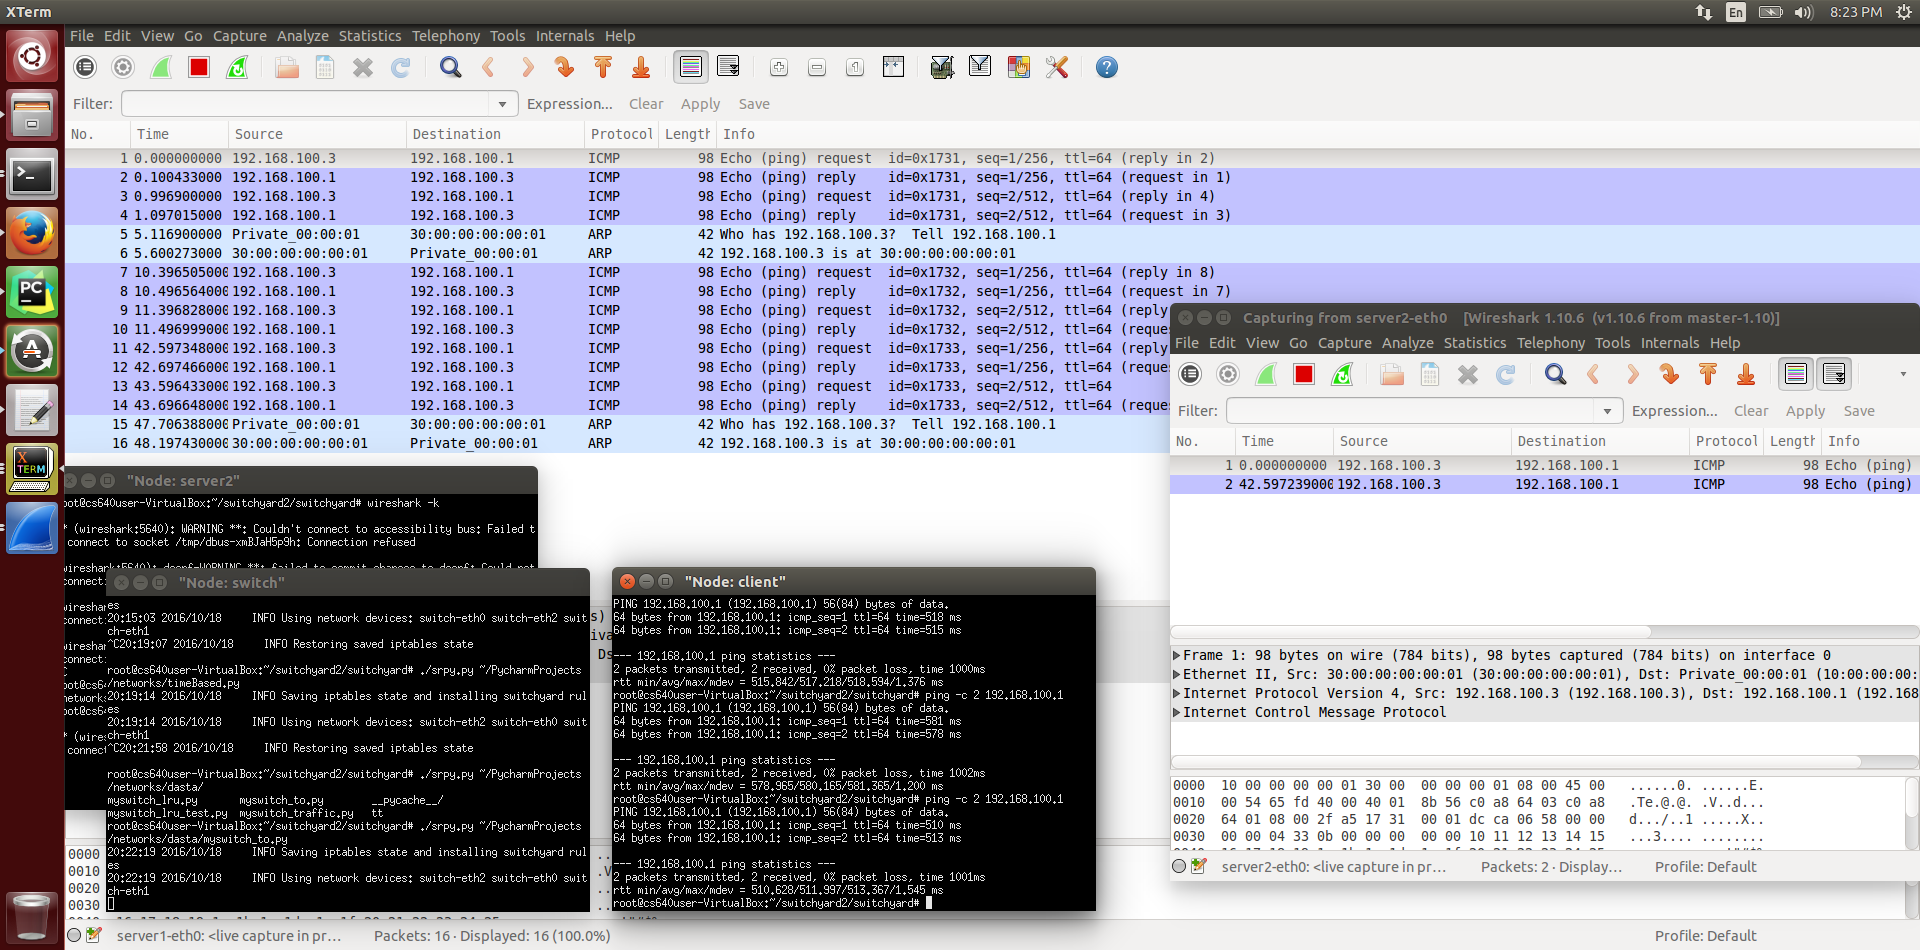 XTerm
En
8:23 PM
File Edit View Go Capture Analyze Statistics Telephony Tools Internals Help
Filter: Expression... Clear Apply Save
No. Time Source Destination Protocol Length Info
1 0.000000000 192.168.100.3 192.168.100.1 ICMP 98 Echo (ping) request id=0x1731, seq=1/256, ttl=64 (reply in 2)
2 0.100433000 192.168.100.1 192.168.100.3 ICMP 98 Echo (ping) reply id=0x1731, seq=1/256, ttl=64 (request in 1)
3 0.996901000 192.168.100.3 192.168.100.1 ICMP 98 Echo (ping) request id=0x1731, seq=2/512, ttl=64 (reply in 4)
4 1.097015000 192.168.100.1 192.168.100.3 ICMP 98 Echo (ping) reply id=0x1731, seq=2/512, ttl=64 (request in 3)
5 5.116900000 Private_00:00:01 30:00:00:00:00:01 ARP 42 Who has 192.168.100.3? Tell 192.168.100.1
6 5.600273000 30:00:00:00:00:01 Private_00:00:01 ARP 42 192.168.100.3 is at 30:00:00:00:00:01
7 10.396505000 192.168.100.3 192.168.100.1 ICMP 98 Echo (ping) request id=0x1732, seq=1/256, ttl=64 (reply in 8)
8 10.496564000 192.168.100.1 192.168.100.3 ICMP 98 Echo (ping) reply id=0x1732, seq=1/256, ttl=64 (request in 7)
9 11.396828000 192.168.100.3 192.168.100.1 ICMP 98 Echo (ping) request id=0x1732, seq=2/512, ttl=64 (reply
10 11.496999000 192.168.100.1 192.168.100.3 ICMP 98 Echo (ping) reply id=0x1732, seq=2/512, ttl=64 (reque
11 42.597348000 192.168.100.3 192.168.100.1 ICMP 98 Echo (ping) request id=0x1733, seq=1/256, ttl=64 (reply
12 42.697466000 192.168.100.1 192.168.100.3 ICMP 98 Echo (ping) reply id=0x1733, seq=1/256, ttl=64 (reque
13 43.596433000 192.168.100.3 192.168.100.1 ICMP 98 Echo (ping) request id=0x1733, seq=2/512, ttl=64
14 43.696648000 192.168.100.1 192.168.100.3 ICMP 98 Echo (ping) reply id=0x1733, seq=2/512, ttl=64 (reque
15 47.706388000 Private_00:00:01 30:00:00:00:00:01 ARP 42 Who has 192.168.100.3? Tell 192.168.100.1
16 48.197430000 30:00:00:00:00:01 Private_00:00:01 ARP 42 192.168.100.3 is at 30:00:00:00:00:01
"Node: server2"
oot@cs640user-VirtualBox:~/switchyard2/switchyard# wireshark -k
* (wireshark:5640): WARNING **: Couldn't connect to accessibility bus: Failed t
connect to socket /tmp/dbus-xmBJaH5p9h: Connection refused
"Node: switch"
es
20:15:03 2016/10/18 INFO Using network devices: switch-eth0 switch-eth2 swit
ch-eth1
^C20:19:07 2016/10/18 INFO Restoring saved iptables state
root@cs640user-VirtualBox:~/switchyard2/switchyard# ./srpy.py ~/PycharmProjects
/networks/timeBased.py
20:19:14 2016/10/18 INFO Saving iptables state and installing switchyard rul
es
20:19:14 2016/10/18 INFO Using network devices: switch-eth2 switch-eth0 swit
ch-eth1
^C20:21:58 2016/10/18 INFO Restoring saved iptables state
root@cs640user-VirtualBox:~/switchyard2/switchyard# ./srpy.py ~/PycharmProjects
/networks/dasta/
myswitch_lru.py myswitch_to.py __pycache__/
myswitch_lru_test.py myswitch_traffic.py tt
root@cs640user-VirtualBox:~/switchyard2/switchyard# ./srpy.py ~/PycharmProjects
/networks/dasta/myswitch_to.py
20:22:19 2016/10/18 INFO Saving iptables state and installing switchyard rul
es
20:22:19 2016/10/18 INFO Using network devices: switch-eth2 switch-eth0 swit
ch-eth1
"Node: client"
PING 192.168.100.1 (192.168.100.1) 56(84) bytes of data.
64 bytes from 192.168.100.1: icmp_seq=1 ttl=64 time=518 ms
64 bytes from 192.168.100.1: icmp_seq=2 ttl=64 time=515 ms
--- 192.168.100.1 ping statistics ---
2 packets transmitted, 2 received, 0% packet loss, time 1000ms
rtt min/avg/max/mdev = 515.842/517.218/518.594/1.376 ms
root@cs640user-VirtualBox:~/switchyard2/switchyard# ping -c 2 192.168.100.1
PING 192.168.100.1 (192.168.100.1) 56(84) bytes of data.
64 bytes from 192.168.100.1: icmp_seq=1 ttl=64 time=581 ms
64 bytes from 192.168.100.1: icmp_seq=2 ttl=64 time=578 ms
--- 192.168.100.1 ping statistics ---
2 packets transmitted, 2 received, 0% packet loss, time 1002ms
rtt min/avg/max/mdev = 578.965/580.165/581.365/1.200 ms
root@cs640user-VirtualBox:~/switchyard2/switchyard# ping -c 2 192.168.100.1
PING 192.168.100.1 (192.168.100.1) 56(84) bytes of data.
64 bytes from 192.168.100.1: icmp_seq=1 ttl=64 time=510 ms
64 bytes from 192.168.100.1: icmp_seq=2 ttl=64 time=513 ms
--- 192.168.100.1 ping statistics ---
2 packets transmitted, 2 received, 0% packet loss, time 1001ms
rtt min/avg/max/mdev = 510.628/511.997/513.367/1.545 ms
root@cs640user-VirtualBox:~/switchyard2/switchyard#
Capturing from server2-eth0 [Wireshark 1.10.6 (v1.10.6 from master-1.10)]
File Edit View Go Capture Analyze Statistics Telephony Tools Internals Help
Filter: Expression... Clear Apply Save
No. Time Source Destination Protocol Length Info
1 0.000000000 192.168.100.3 192.168.100.1 ICMP 98 Echo (ping)
2 42.597239000 192.168.100.3 192.168.100.1 ICMP 98 Echo (ping)
Frame 1: 98 bytes on wire (784 bits), 98 bytes captured (784 bits) on interface 0
Ethernet II, Src: 30:00:00:00:00:01 (30:00:00:00:00:01), Dst: Private_00:00:01 (10:00:00:00:
Internet Protocol Version 4, Src: 192.168.100.3 (192.168.100.3), Dst: 192.168.100.1 (192.168
Internet Control Message Protocol
0000 10 00 00 00 00 01 30 00 00 00 00 01 08 00 45 00 ......0. ......E.
0010 00 54 65 fd 40 00 40 01 8b 56 c0 a8 64 03 c0 a8 .Te.@.@. .V..d...
0020 64 01 08 00 2f a5 17 31 00 01 dc ca 06 58 00 00 d.../..1 .....X..
0030 00 00 04 33 0b 00 00 00 00 00 10 11 12 13 14 15 ...3.... ........
server2-eth0: <live capture in pr... Packets: 2 · Display... Profile: Default
0000
0010
0020
0030
server1-eth0: <live capture in pr... Packets: 16 · Displayed: 16 (100.0%) Profile: Default